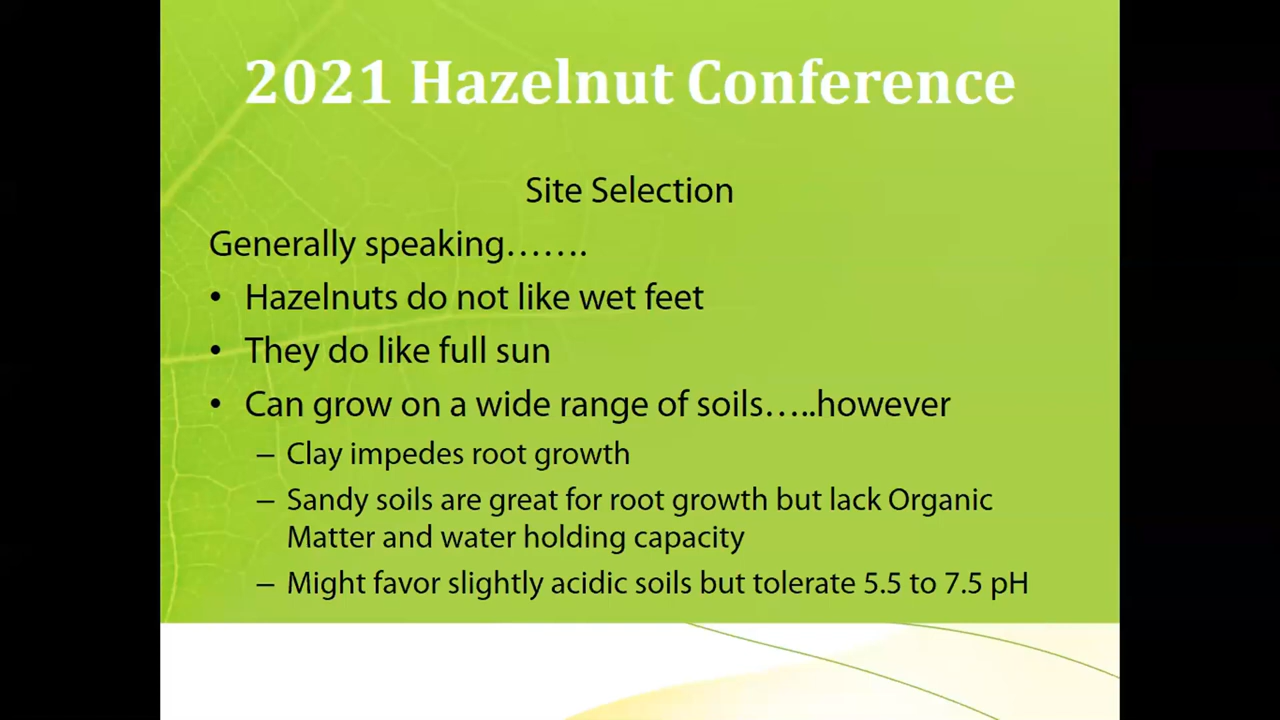 2021 Hazelnut Conference
Site Selection
Generally speaking…….
• Hazelnuts do not like wet feet
• They do like full sun
• Can grow on a wide range of soils…..however
– Clay impedes root growth
– Sandy soils are great for root growth but lack Organic
Matter and water holding capacity
– Might favor slightly acidic soils but tolerate 5.5 to 7.5 pH